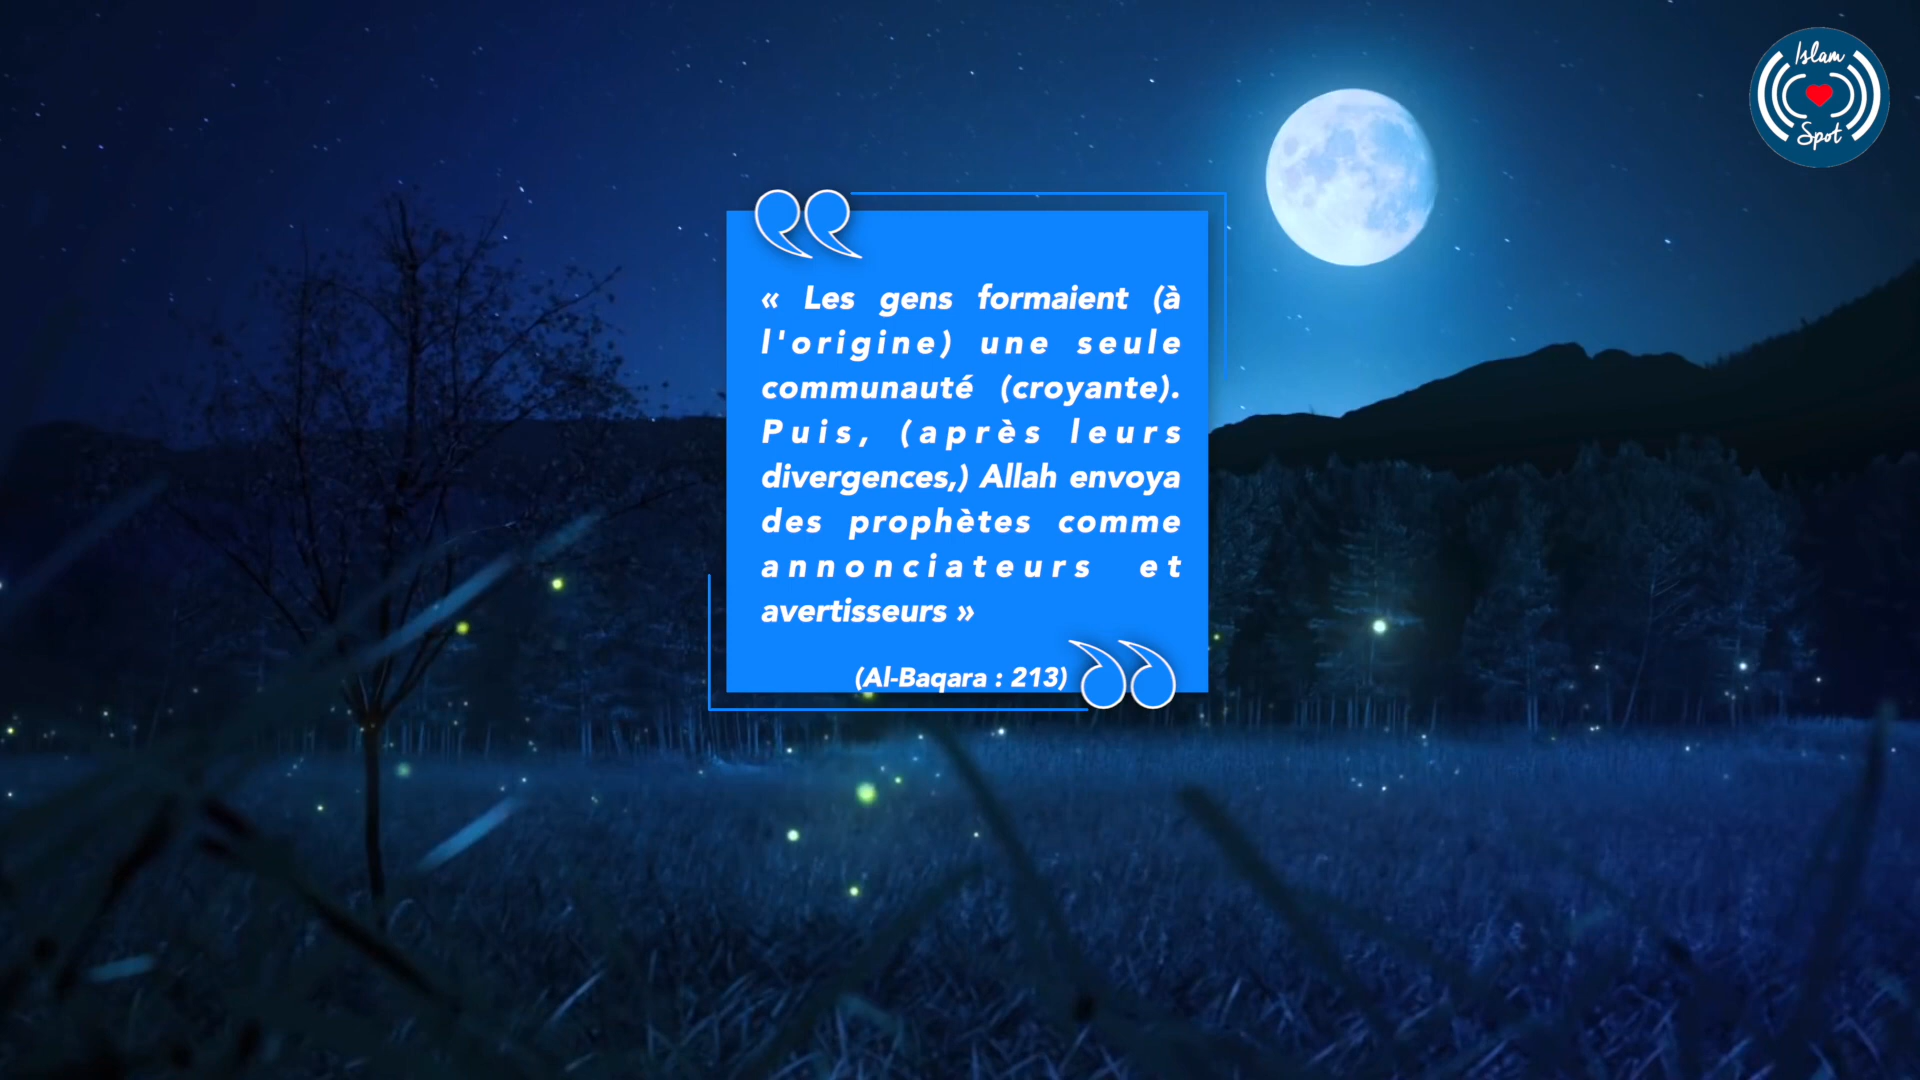 Islam
Spot
« Les gens formaient (à
l'origine) une seule
communauté (croyante).
Puis, (après leurs
divergences,) Allah envoya
des prophètes comme
annonciateurs et
avertisseurs »
(Al-Baqara : 213)